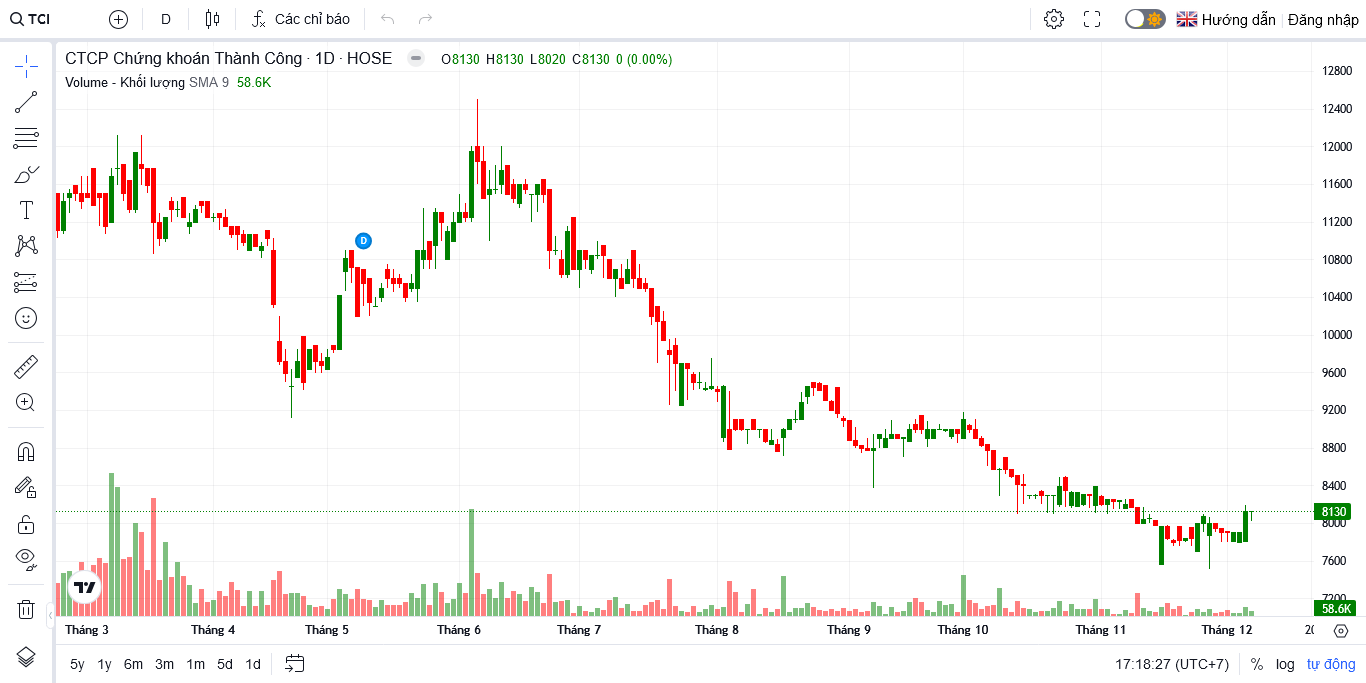 TCI D Các chỉ báo Hướng dẫn Đăng nhập
CTCP Chứng khoán Thành Công · 1D · HOSE O8130 H8130 L8020 C8130 0 (0.00%)
Volume - Khối lượng SMA 9 58.6K
D
12800
12400
12000
11600
11200
10800
10400
10000
9600
9200
8800
8400
8130
8000
7600
7200
58.6K
Tháng 3 Tháng 4 Tháng 5 Tháng 6 Tháng 7 Tháng 8 Tháng 9 Tháng 10 Tháng 11 Tháng 12
5y 1y 6m 3m 1m 5d 1d 17:18:27 (UTC+7) % log tự động